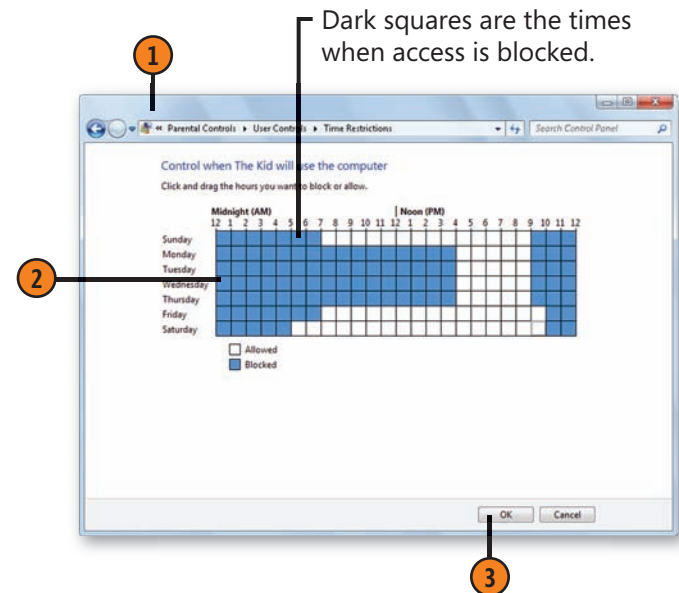 Dark squares are the times
when access is blocked.
1
« Parental Controls ▸ User Controls ▸ Time Restrictions
Search Control Panel
Control when The Kid will use the computer
Click and drag the hours you want to block or allow.
Midnight (AM) Noon (PM)
12 1 2 3 4 5 6 7 8 9 10 11 12 1 2 3 4 5 6 7 8 9 10 11 12
Sunday
Monday
Tuesday
2
Wednesday
Thursday
Friday
Saturday
Allowed
Blocked
OK Cancel
3